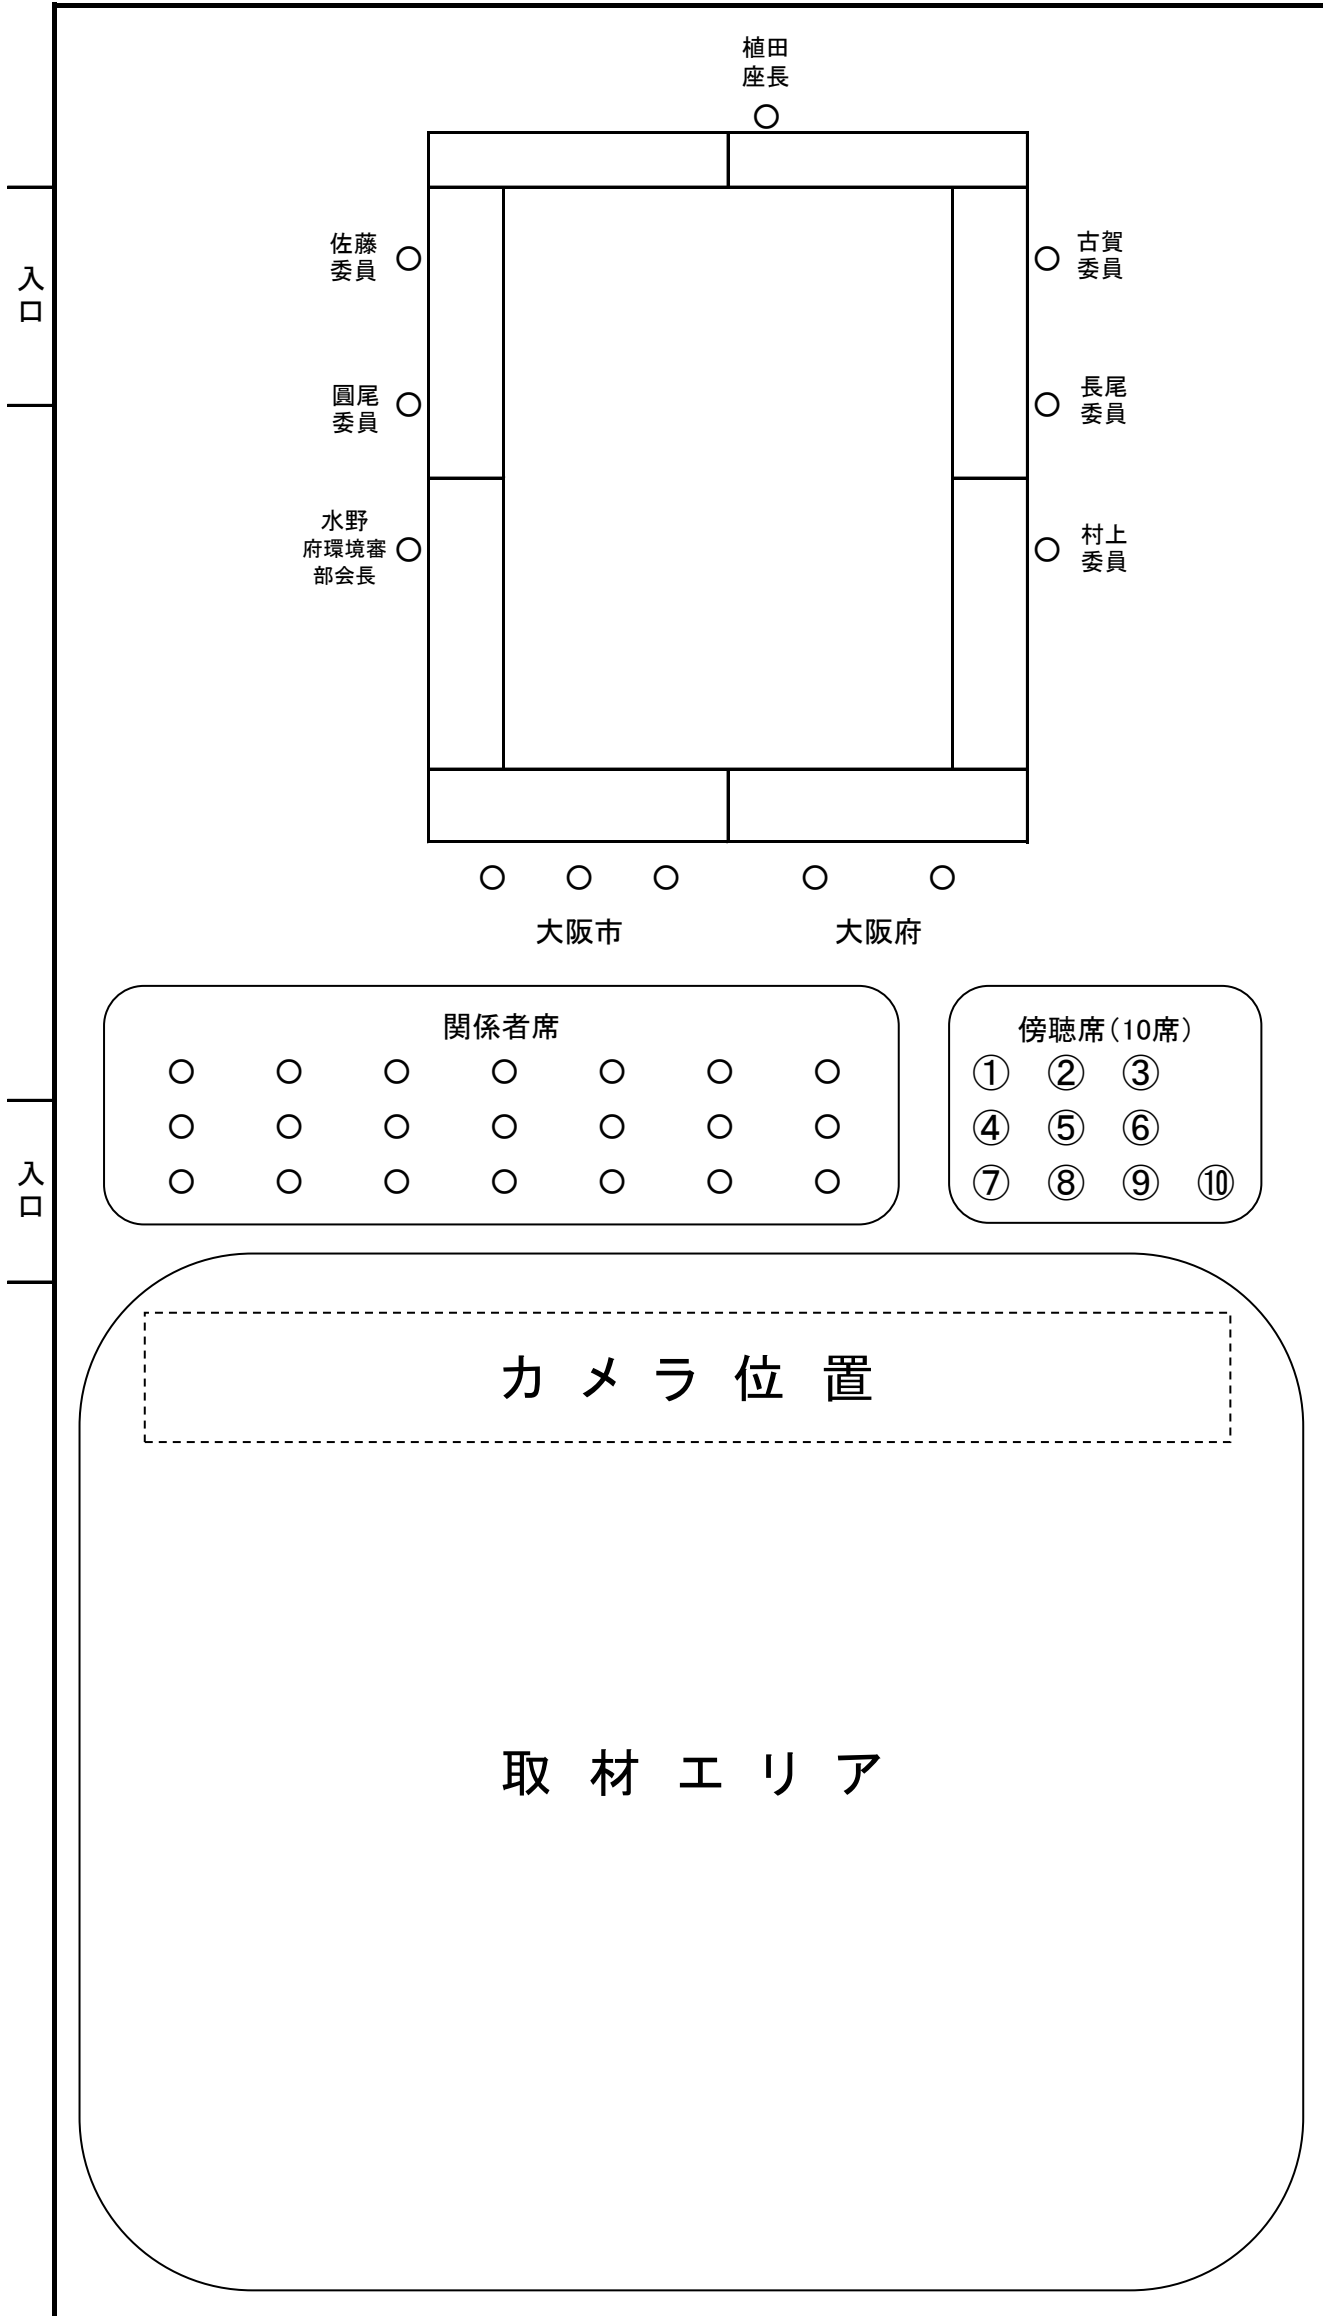 植田
座長
佐藤
委員
古賀
委員
入
口
圓尾
委員
長尾
委員
水野
府環境審
部会長
村上
委員
大阪市
大阪府
関係者席
傍聴席(10席)
① ② ③
④ ⑤ ⑥
⑦ ⑧ ⑨ ⑩
入
口
カメラ位置
取材エリア